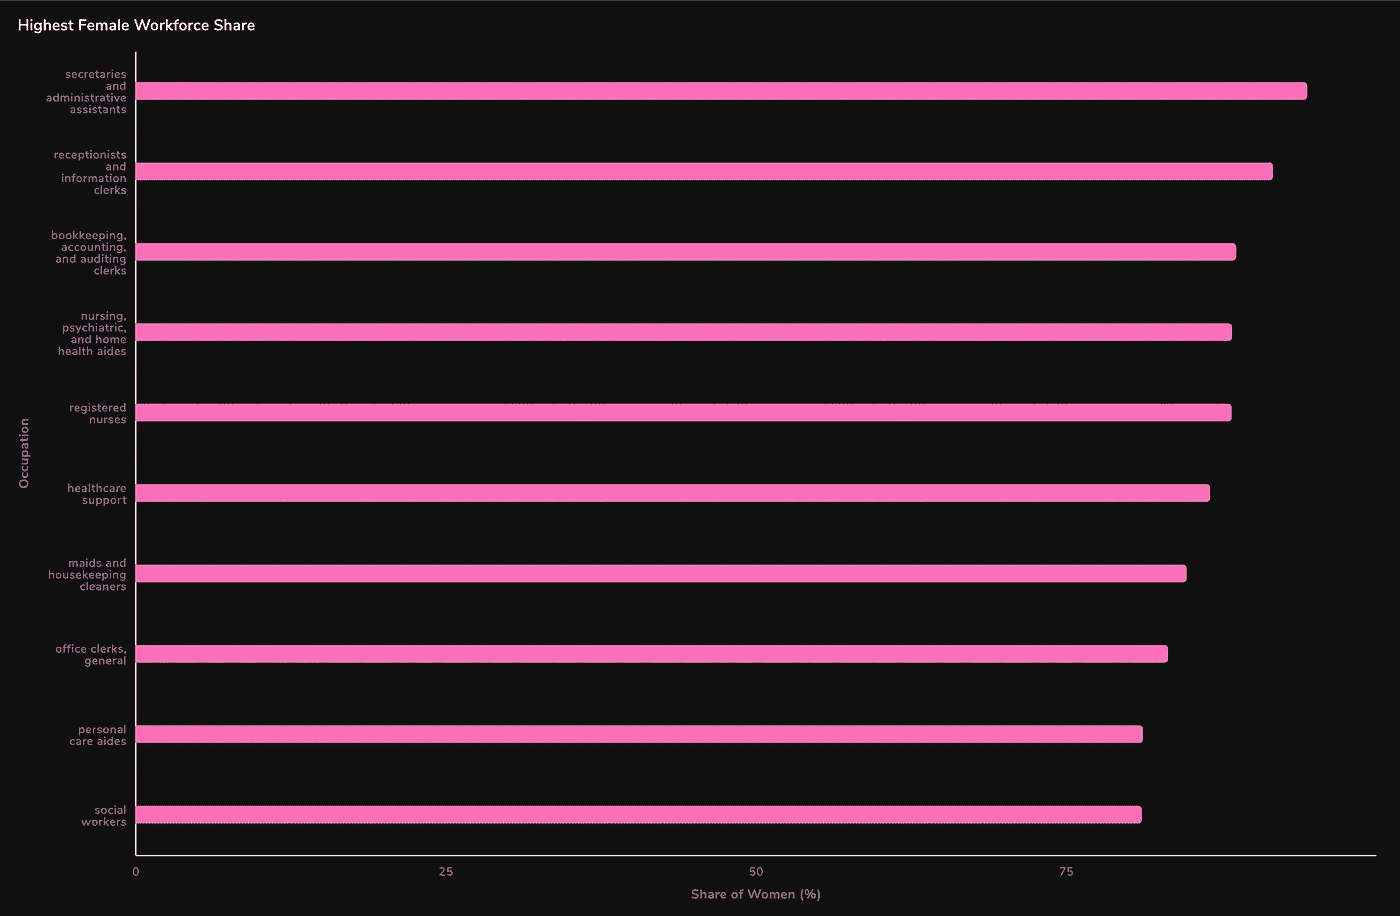 Highest Female Workforce Share
secretaries
and
administrative
assistants
receptionists
and
information
clerks
bookkeeping,
accounting,
and auditing
clerks
nursing,
psychiatric,
and home
health aides
registered
nurses
healthcare
support
maids and
housekeeping
cleaners
office clerks,
general
personal
care aides
social
workers
Occupation
0
25
50
75
Share of Women (%)